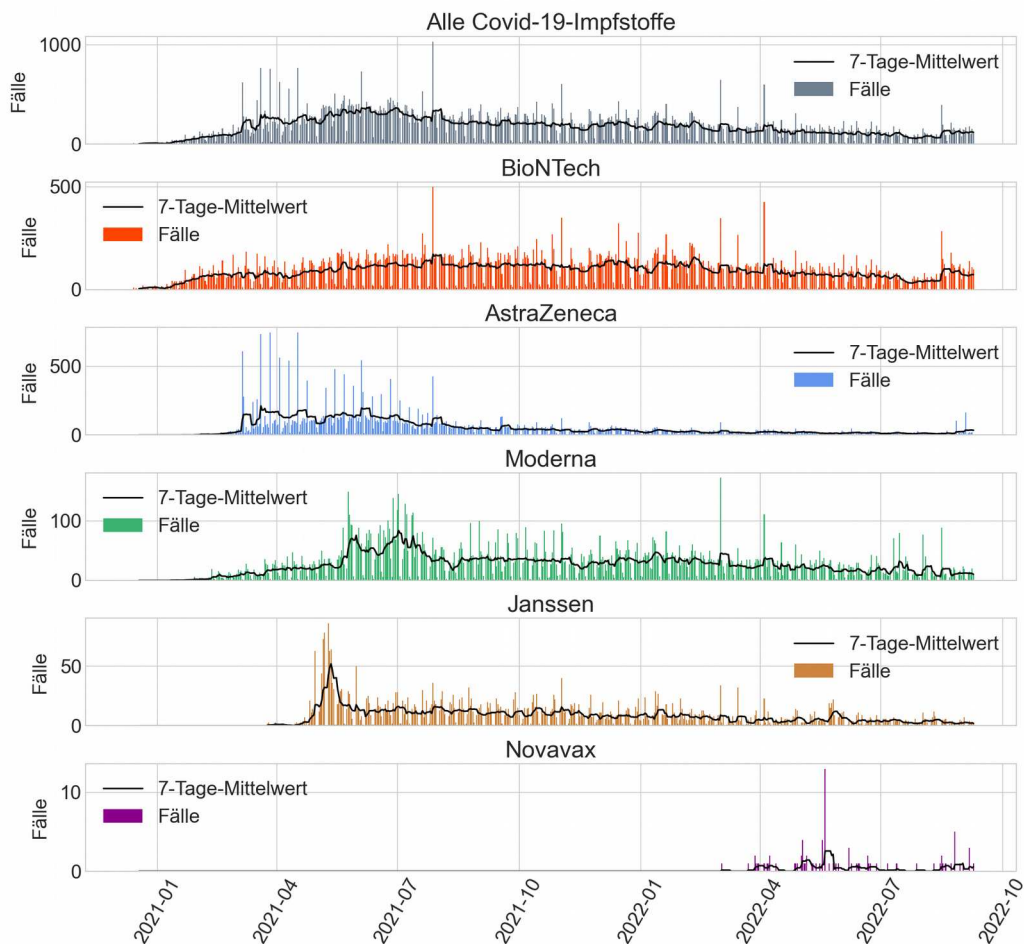 Alle Covid-19-Impfstoffe
1000
0
Fälle
7-Tage-Mittelwert
Fälle
BioNTech
500
0
Fälle
7-Tage-Mittelwert
Fälle
AstraZeneca
500
0
Fälle
7-Tage-Mittelwert
Fälle
Moderna
100
0
Fälle
7-Tage-Mittelwert
Fälle
Janssen
50
0
Fälle
7-Tage-Mittelwert
Fälle
Novavax
10
0
Fälle
7-Tage-Mittelwert
Fälle
2021-01
2021-04
2021-07
2021-10
2022-01
2022-04
2022-07
2022-10